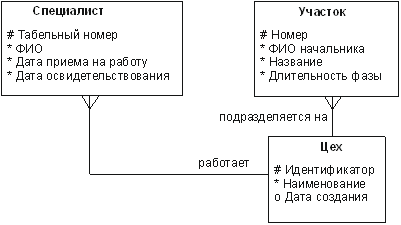 Специалист
# Табельный номер
* ФИО
* Дата приема на работу
* Дата освидетельствования
Участок
# Номер
* ФИО начальника
* Название
* Длительность фазы
подразделяется на
работает
Цех
# Идентификатор
* Наименование
о Дата создания